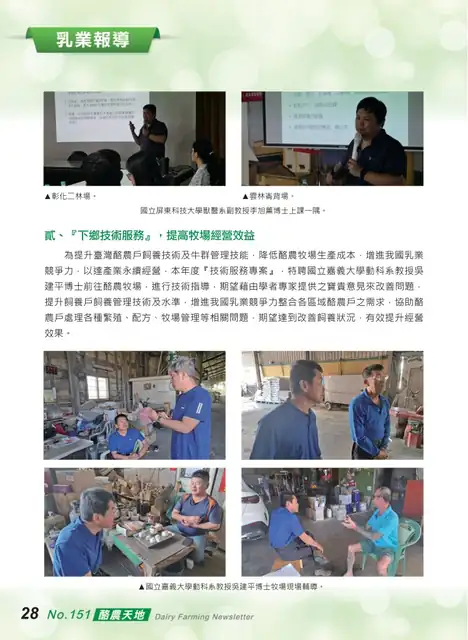 乳業報導
▲彰化二林場。
▲雲林崙背場。
國立屏東科技大學獸醫系副教授李旭薰博士上課一隅。
貳、『下鄉技術服務』，提高牧場經營效益
為提升臺灣酪農戶飼養技術及牛群管理技能，降低酪農牧場生產成本，增進我國乳業
競爭力，以達產業永續經營，本年度『技術服務專案』，特聘國立嘉義大學動科系教授吳
建平博士前往酪農牧場，進行技術指導，期望藉由學者專家提供之寶貴意見來改善問題，
提升飼養戶飼養管理技術及水準，增進我國乳業競爭力整合各區域酪農戶之需求，協助酪
農戶處理各種繁殖、配方、牧場管理等相關問題，期望達到改善飼養狀況，有效提升經營
效果。
▲國立嘉義大學動科系教授吳建平博士牧場現場輔導。
28 No.151 酪農天地 Dairy Farming Newsletter